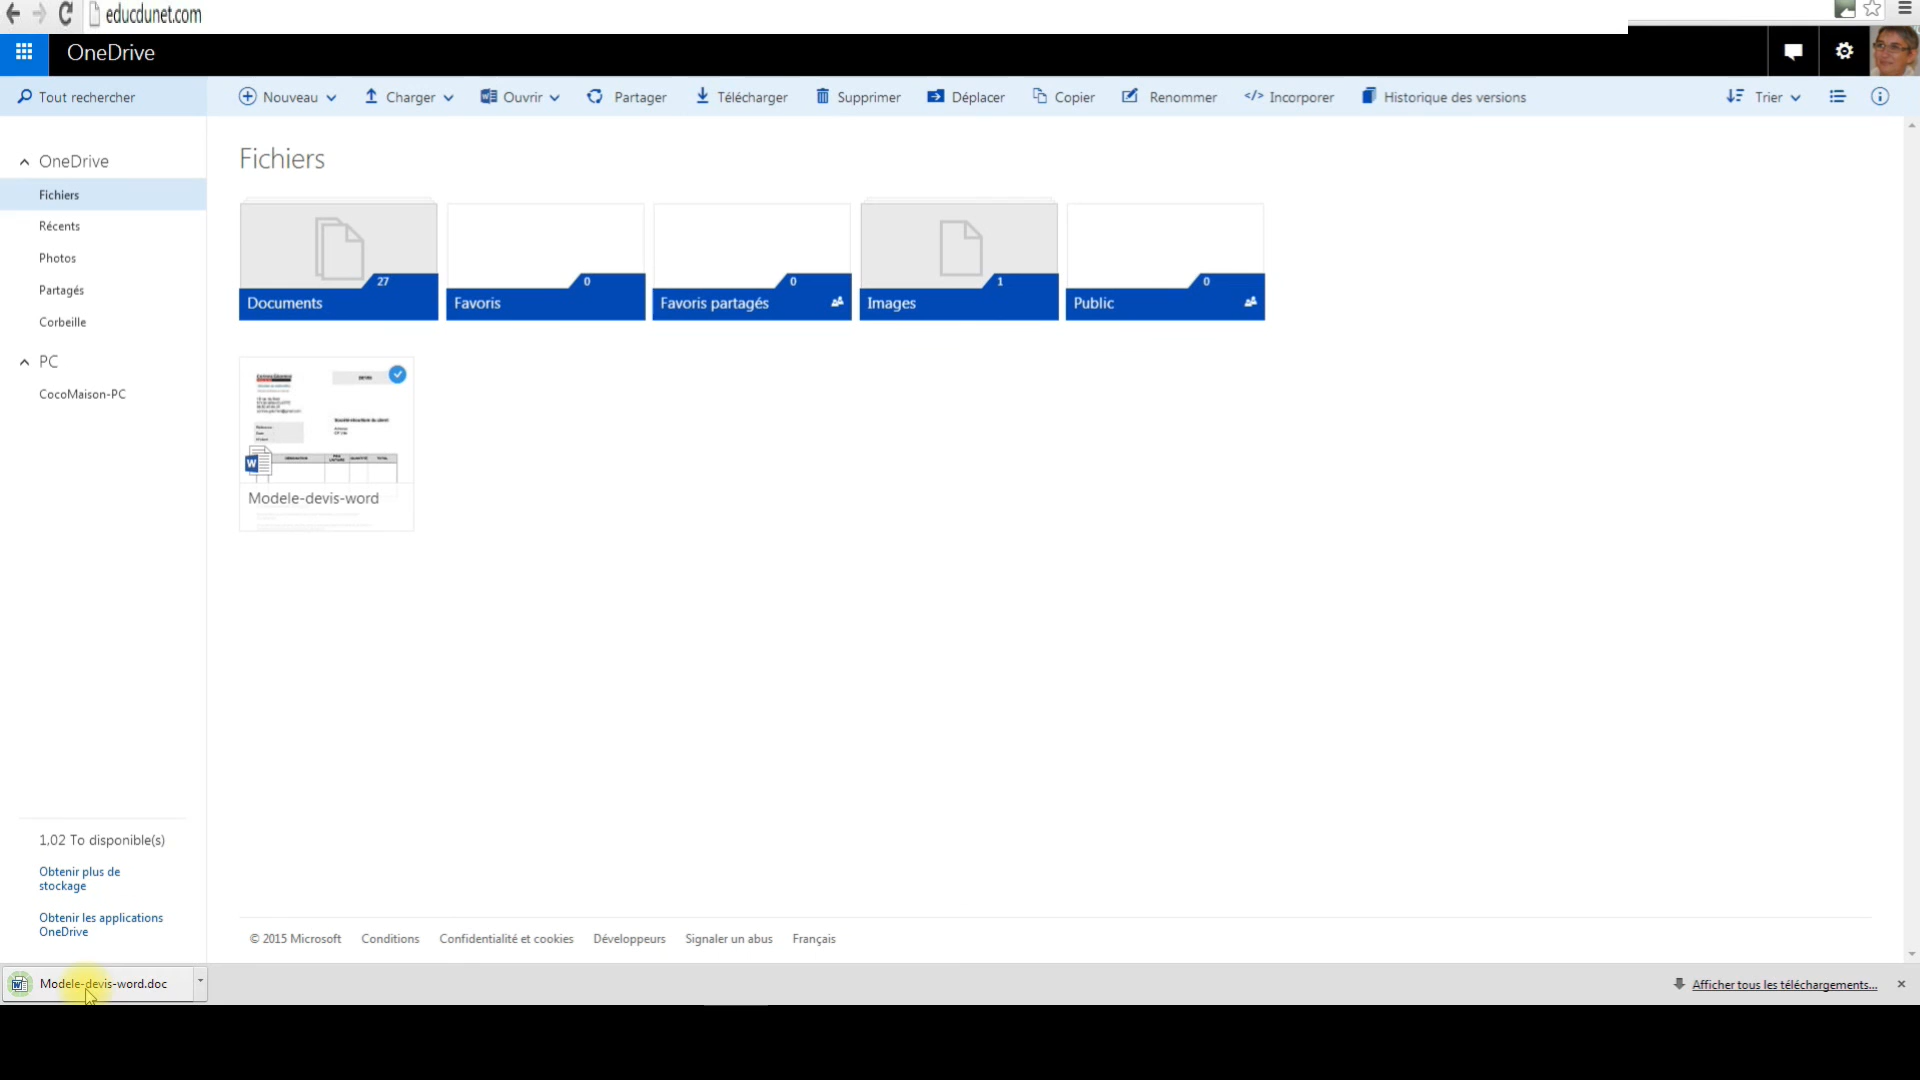 educdunet.com
OneDrive
Tout rechercher
Nouveau
Charger
Ouvrir
Partager
Télécharger
Supprimer
Déplacer
Copier
Renommer
Incorporer
Historique des versions
Trier
OneDrive
Fichiers
Récents
Photos
Partagés
Corbeille
PC
CocoMaison-PC
Fichiers
27
Documents
0
Favoris
0
Favoris partagés
1
Images
0
Public
DEVIS
Modele-devis-word
1,02 To disponible(s)
Obtenir plus de
stockage
Obtenir les applications
OneDrive
© 2015 Microsoft
Conditions
Confidentialité et cookies
Développeurs
Signaler un abus
Français
Modele-devis-word.doc
Afficher tous les téléchargements...